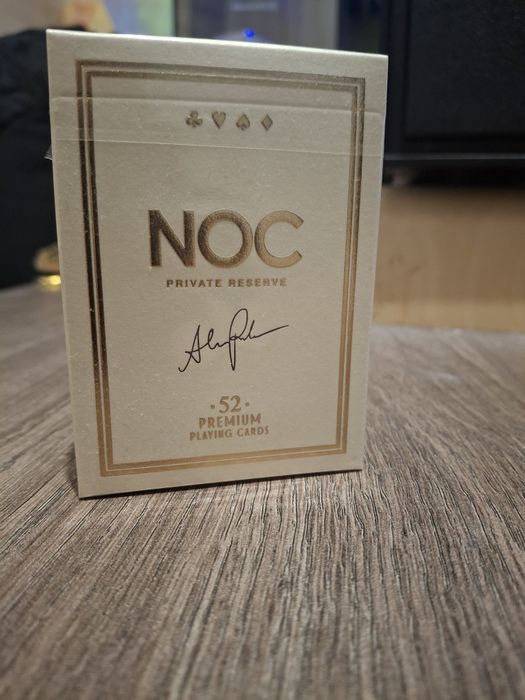 NOC
PRIVATE RESERVE
·52·
PREMIUM
PLAYING CARDS